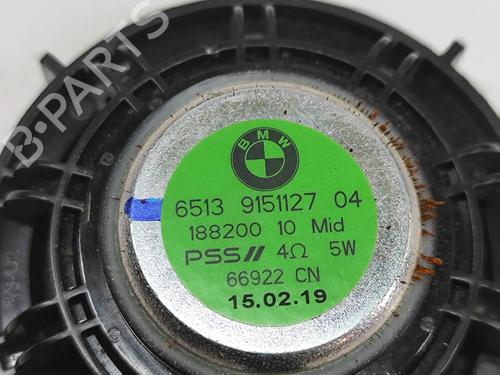 BMW
6513 9151127 04
188200 10 Mid
PSS// 4Ω 5W
66922 CN
15.02.19
B-PARTS